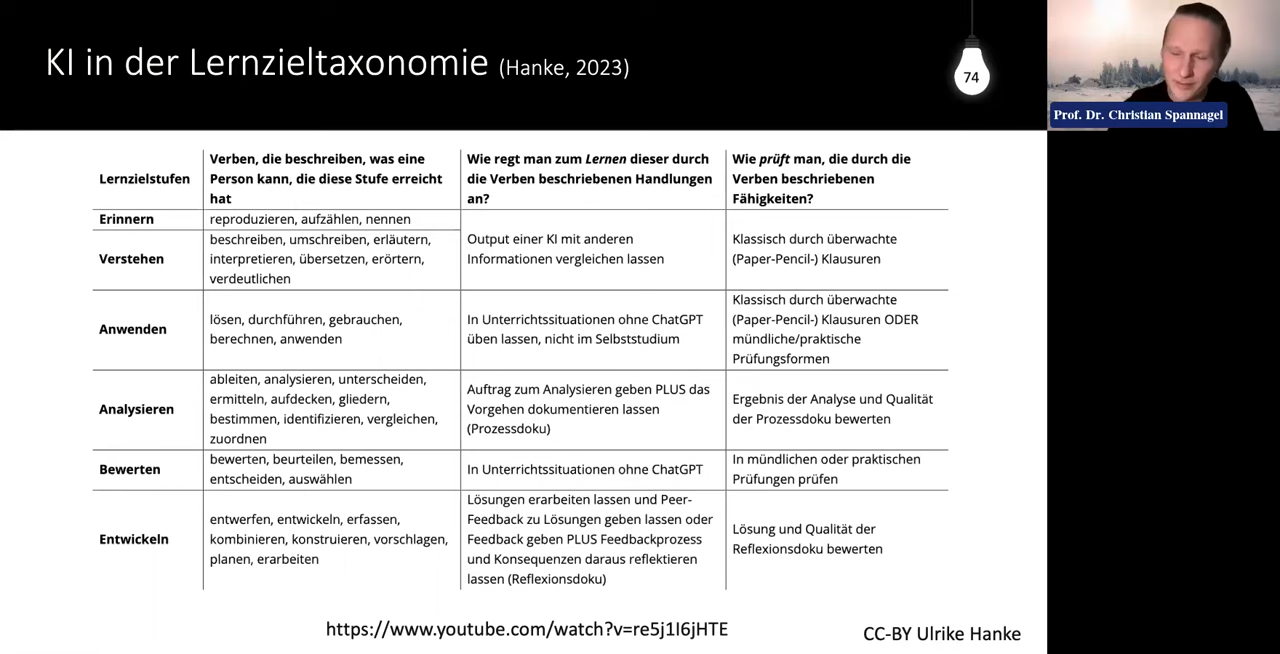 KI in der Lernzieltaxonomie (Hanke, 2023)
74
Prof. Dr. Christian Spannagel
Lernzielstufen
Verben, die beschreiben, was eine
Person kann, die diese Stufe erreicht
hat
Wie regt man zum Lernen dieser durch
die Verben beschriebenen Handlungen
an?
Wie prüft man, die durch die
Verben beschriebenen
Fähigkeiten?
Erinnern
reproduzieren, aufzählen, nennen
Verstehen
beschreiben, umschreiben, erläutern,
interpretieren, übersetzen, erörtern,
verdeutlichen
Output einer KI mit anderen
Informationen vergleichen lassen
Klassisch durch überwachte
(Paper-Pencil-) Klausuren
Anwenden
lösen, durchführen, gebrauchen,
berechnen, anwenden
In Unterrichtssituationen ohne ChatGPT
üben lassen, nicht im Selbststudium
Klassisch durch überwachte
(Paper-Pencil-) Klausuren ODER
mündliche/praktische
Prüfungsformen
Analysieren
ableiten, analysieren, unterscheiden,
ermitteln, aufdecken, gliedern,
bestimmen, identifizieren, vergleichen,
zuordnen
Auftrag zum Analysieren geben PLUS das
Vorgehen dokumentieren lassen
(Prozessdoku)
Ergebnis der Analyse und Qualität
der Prozessdoku bewerten
Bewerten
bewerten, beurteilen, bemessen,
entscheiden, auswählen
In Unterrichtssituationen ohne ChatGPT
In mündlichen oder praktischen
Prüfungen prüfen
Entwickeln
entwerfen, entwickeln, erfassen,
kombinieren, konstruieren, vorschlagen,
planen, erarbeiten
Lösungen erarbeiten lassen und Peer-
Feedback zu Lösungen geben lassen oder
Feedback geben PLUS Feedbackprozess
und Konsequenzen daraus reflektieren
lassen (Reflexionsdoku)
Lösung und Qualität der
Reflexionsdoku bewerten
https://www.youtube.com/watch?v=re5j1I6jHTE
CC-BY Ulrike Hanke